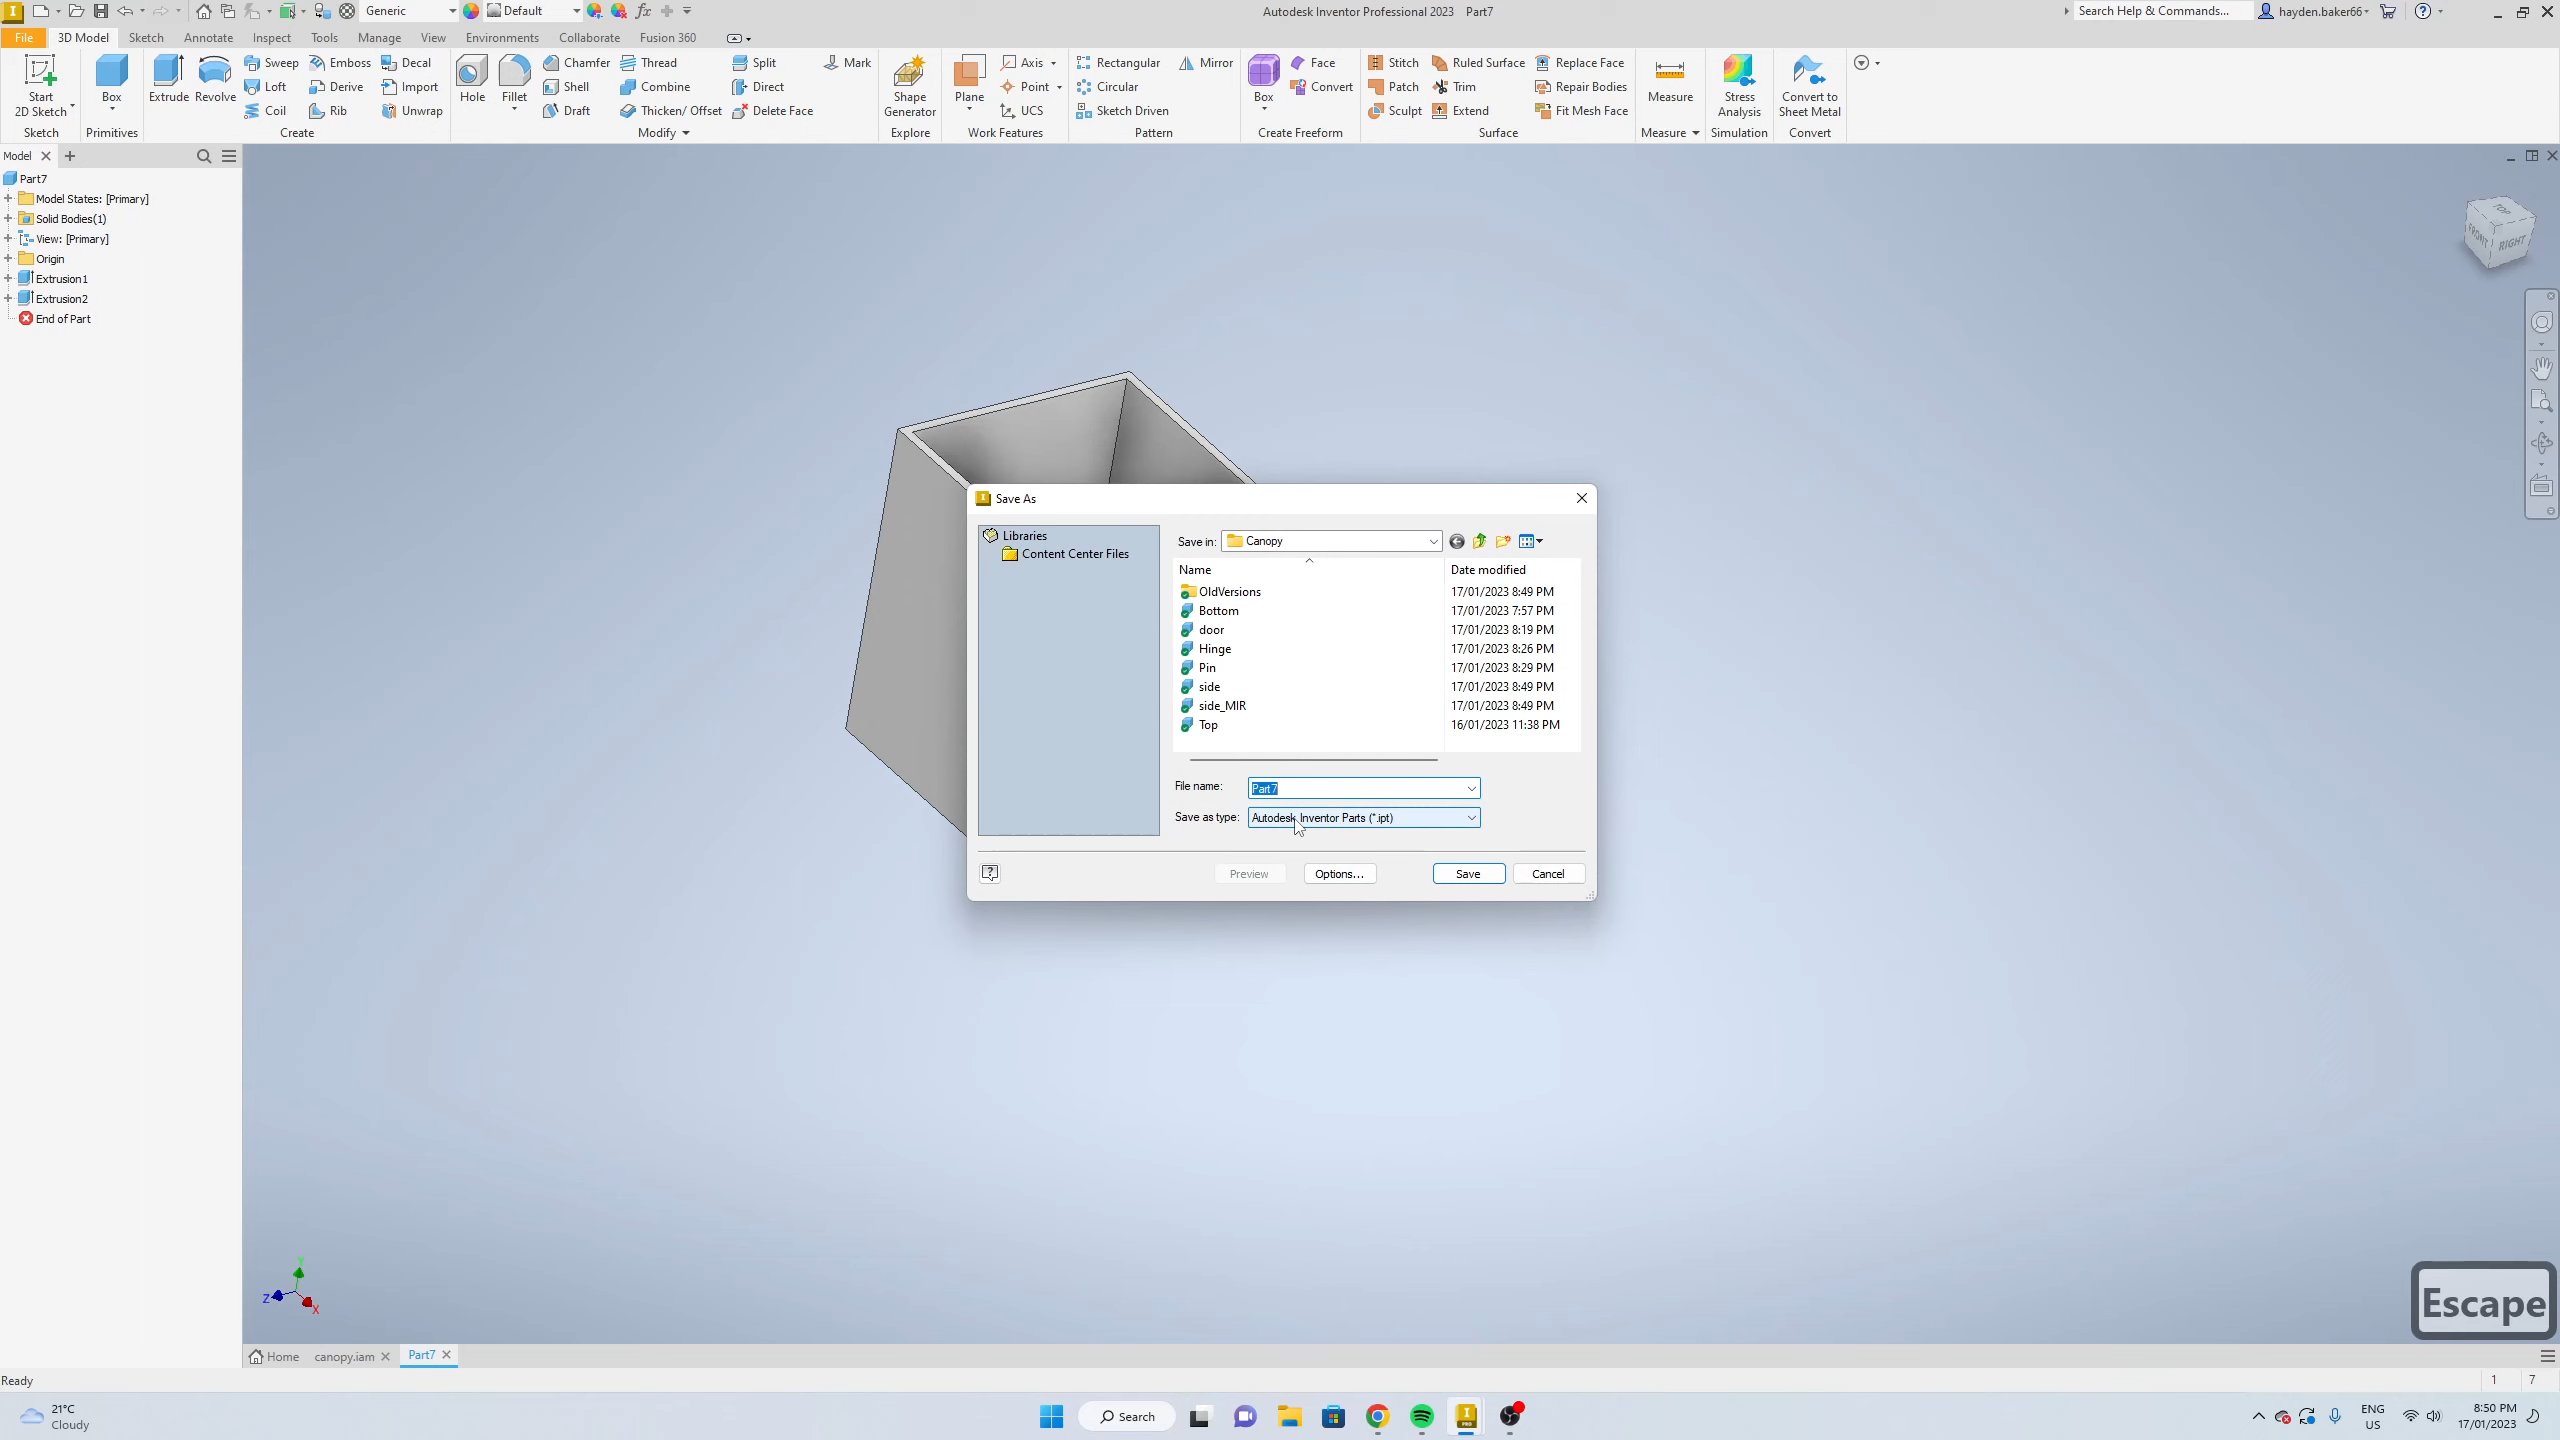 Generic
Default
Autodesk Inventor Professional 2023 Part7
Search Help & Commands...
hayden.baker66
File
3D Model
Sketch
Annotate
Inspect
Tools
Manage
View
Environments
Collaborate
Fusion 360
Start
2D Sketch
Sketch
Box
Primitives
Extrude
Revolve
Sweep
Loft
Coil
Emboss
Derive
Rib
Decal
Import
Unwrap
Create
Hole
Fillet
Chamfer
Shell
Draft
Thread
Combine
Thicken/ Offset
Split
Direct
Delete Face
Mark
Modify
Shape
Generator
Explore
Plane
Axis
Point
UCS
Work Features
Rectangular
Circular
Sketch Driven
Mirror
Pattern
Box
Face
Convert
Create Freeform
Stitch
Patch
Sculpt
Ruled Surface
Trim
Extend
Replace Face
Repair Bodies
Fit Mesh Face
Surface
Measure
Measure
Stress
Analysis
Simulation
Convert to
Sheet Metal
Convert
Model
Part7
Model States: [Primary]
Solid Bodies(1)
View: [Primary]
Origin
Extrusion1
Extrusion2
End of Part
TOP
FRONT
RIGHT
Save As
Libraries
Content Center Files
Save in:
Canopy
Name
Date modified
OldVersions 17/01/2023 8:49 PM
Bottom 17/01/2023 7:57 PM
door 17/01/2023 8:19 PM
Hinge 17/01/2023 8:26 PM
Pin 17/01/2023 8:29 PM
side 17/01/2023 8:49 PM
side_MIR 17/01/2023 8:49 PM
Top 16/01/2023 11:38 PM
File name:
Part7
Save as type:
Autodesk Inventor Parts (*.ipt)
Preview
Options...
Save
Cancel
Y
Z
X
Escape
Home
canopy.iam
Part7
Ready
1
7
21°C
Cloudy
Search
PRO
ENG
US
8:50 PM
17/01/2023